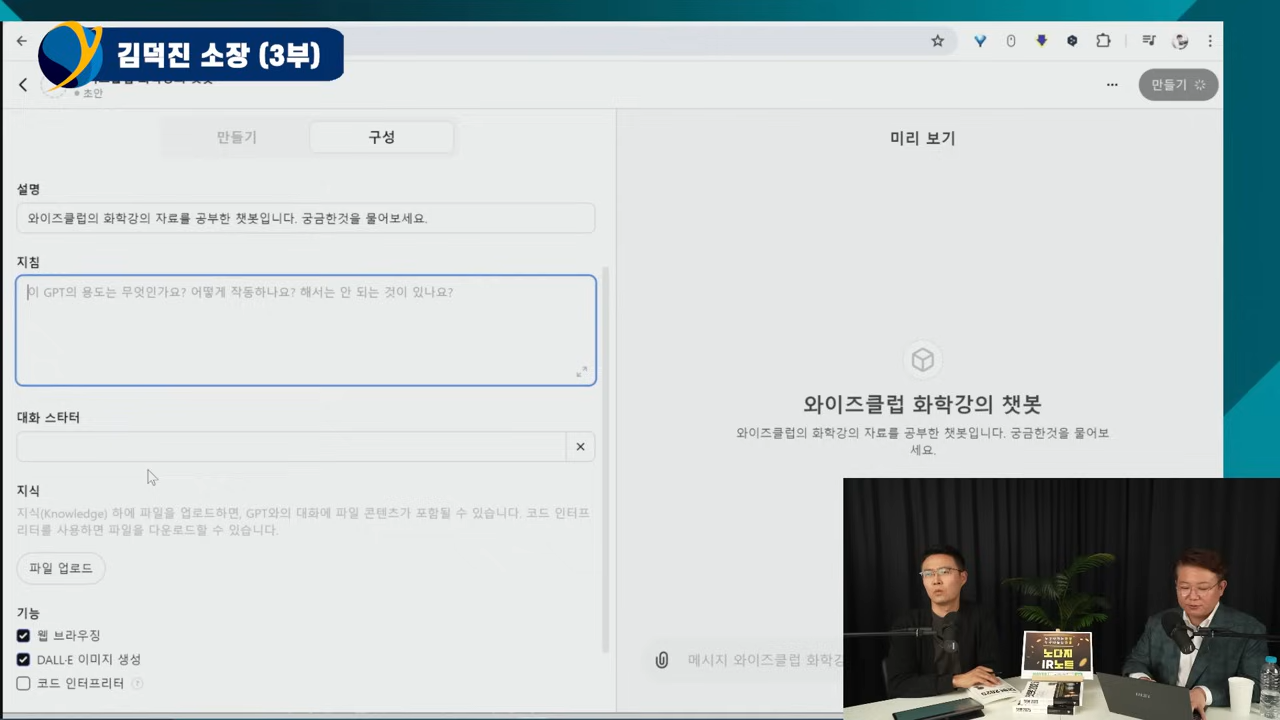 김덕진 소장 (3부)
초안
만들기
만들기
구성
미리 보기
설명
와이즈클럽의 화학강의 자료를 공부한 챗봇입니다. 궁금한것을 물어보세요.
지침
이 GPT의 용도는 무엇인가요? 어떻게 작동하나요? 해서는 안 되는 것이 있나요?
대화 스타터
지식
지식(Knowledge) 하에 파일을 업로드하면, GPT와의 대화에 파일 콘텐츠가 포함될 수 있습니다. 코드 인터프
리터를 사용하면 파일을 다운로드할 수 있습니다.
파일 업로드
기능
웹 브라우징
DALL·E 이미지 생성
코드 인터프리터
와이즈클럽 화학강의 챗봇
와이즈클럽의 화학강의 자료를 공부한 챗봇입니다. 궁금한것을 물어보
세요.
메시지 와이즈클럽 화학강
노다지
IR노트